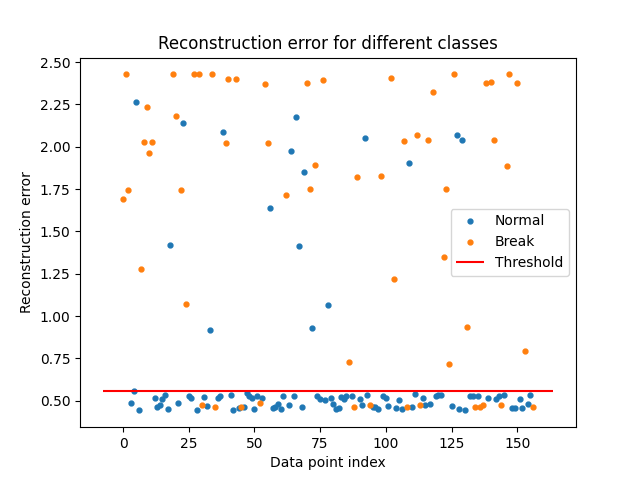 Reconstruction error for different classes
2.50
2.25
2.00
1.75
1.50
1.25
1.00
0.75
0.50
Reconstruction error
Normal
Break
Threshold
0 25 50 75 100 125 150
Data point index